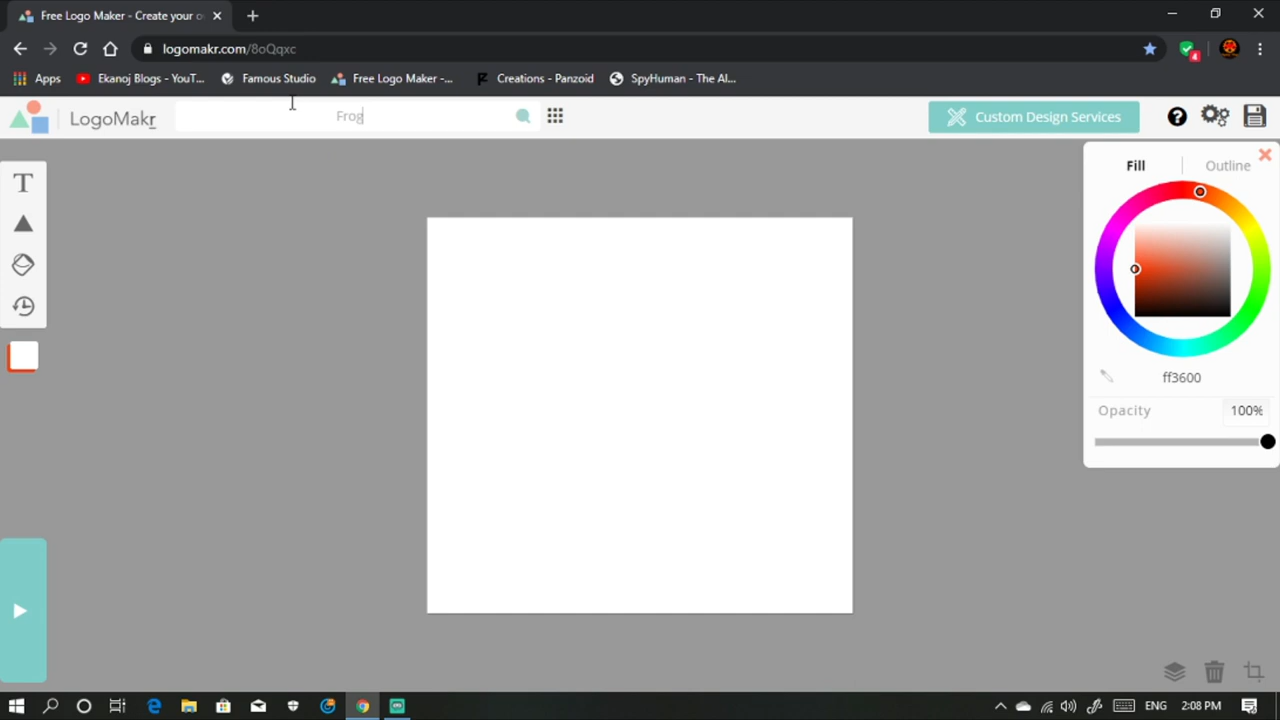 Free Logo Maker - Create your o
logomakr.com/8oQqxc
4
Apps
Ekanoj Blogs - YouT...
Famous Studio
Free Logo Maker -...
Creations - Panzoid
SpyHuman - The Al...
LogoMakr
Frog
Custom Design Services
?
Fill
Outline
T
ff3600
Opacity
100%
ENG
2:08 PM